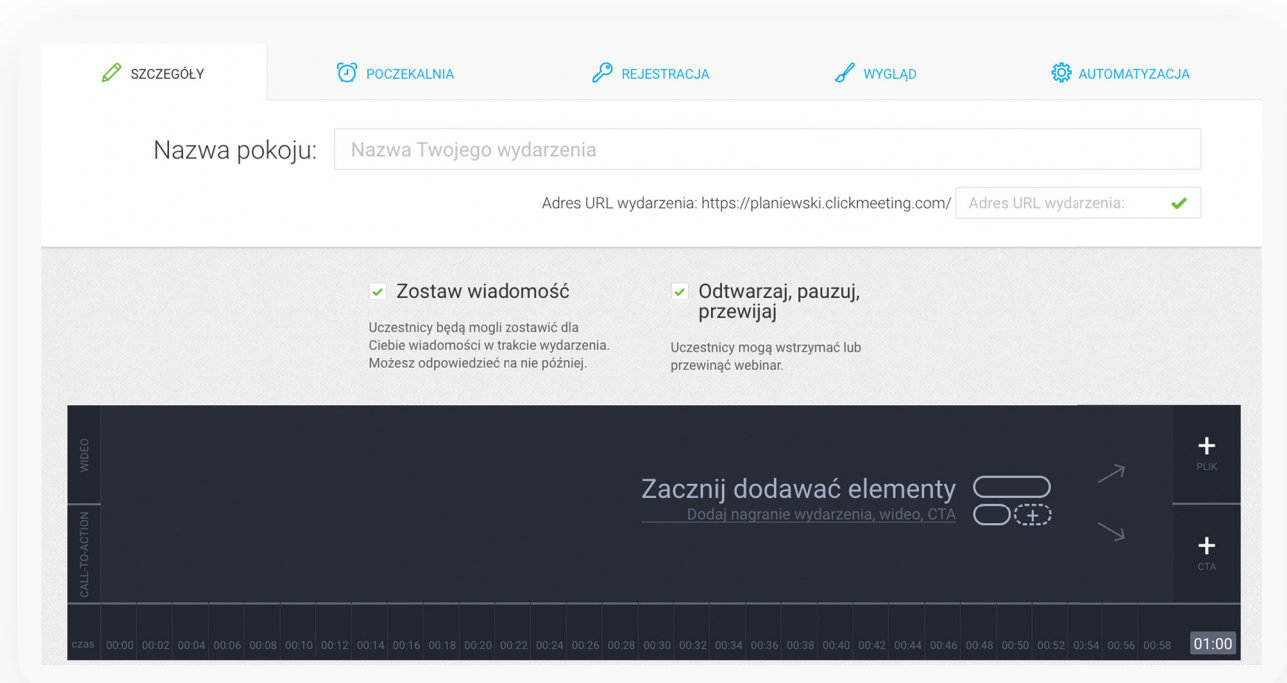 SZCZEGÓŁY
POCZEKALNIA
REJESTRACJA
WYGLĄD
AUTOMATYZACJA
Nazwa pokoju:
Nazwa Twojego wydarzenia
Adres URL wydarzenia: https://planiewski.clickmeeting.com/
Adres URL wydarzenia:
Zostaw wiadomość
Uczestnicy będą mogli zostawić dla
Ciebie wiadomości w trakcie wydarzenia.
Możesz odpowiedzieć na nie później.
Odtwarzaj, pauzuj,
przewijaj
Uczestnicy mogą wstrzymać lub
przewinąć webinar.
WIDEO
CALL-TO-ACTION
Zacznij dodawać elementy
Dodaj nagranie wydarzenia, wideo, CTA
PLIK
CTA
czas 00:00 00:02 00:04 00:06 00:08 00:10 00:12 00:14 00:16 00:18 00:20 00:22 00:24 00:26 00:28 00:30 00:32 00:34 00:36 00:38 00:40 00:42 00:44 00:46 00:48 00:50 00:52 00:54 00:56 00:58 01:00